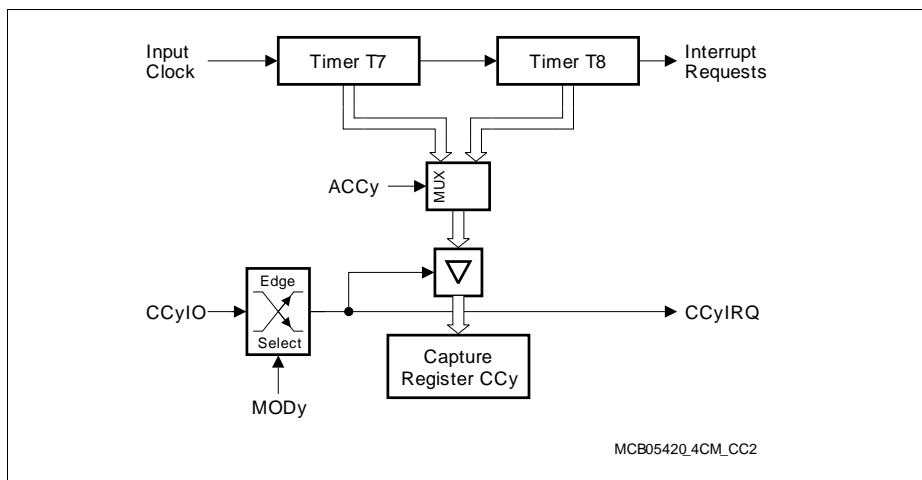 Input
Clock
Timer T7
Timer T8
Interrupt
Requests
ACCy
MUX
CCyIO
Edge
Select
CCyIRQ
Capture
Register CCy
MODy
MCB05420_4CM_CC2